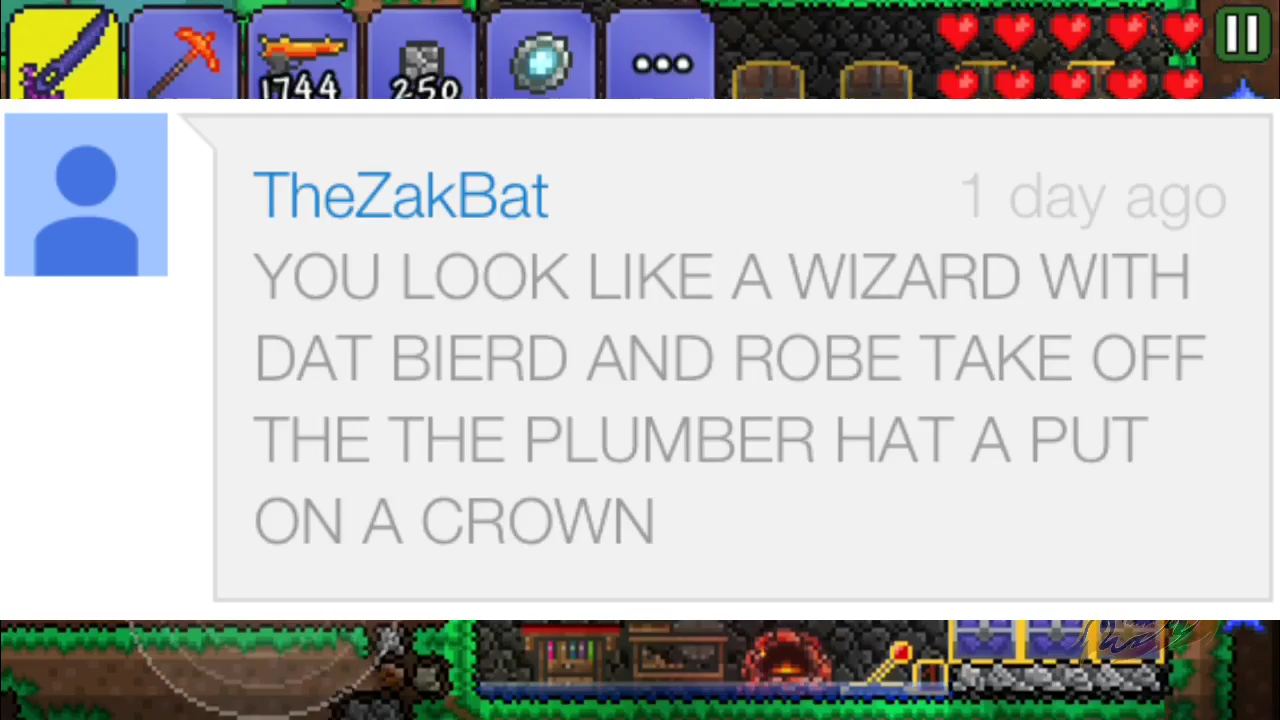 1744
250
TheZakBat
1 day ago
YOU LOOK LIKE A WIZARD WITH
DAT BIERD AND ROBE TAKE OFF
THE THE PLUMBER HAT A PUT
ON A CROWN